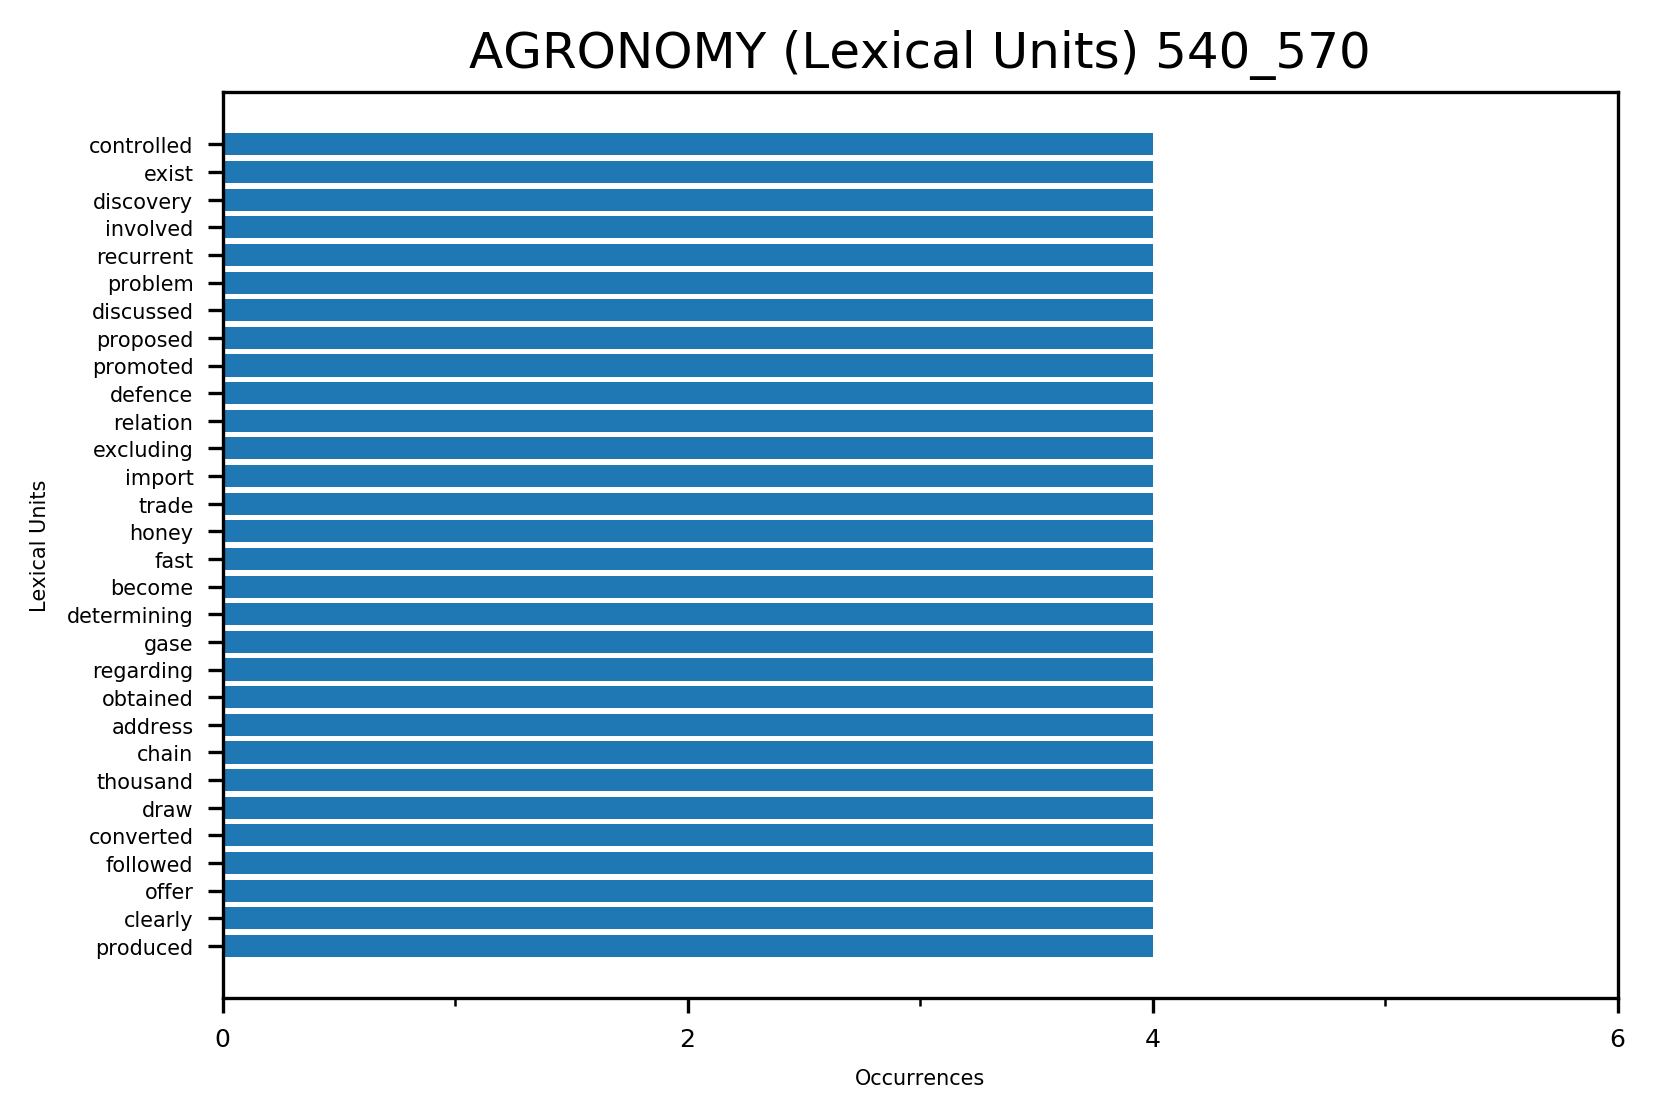 AGRONOMY (Lexical Units) 540_570
controlled
exist
discovery
involved
recurrent
problem
discussed
proposed
promoted
defence
relation
excluding
import
trade
honey
fast
become
determining
gase
regarding
obtained
address
chain
thousand
draw
converted
followed
offer
clearly
produced
Lexical Units
0 2 4 6
Occurrences